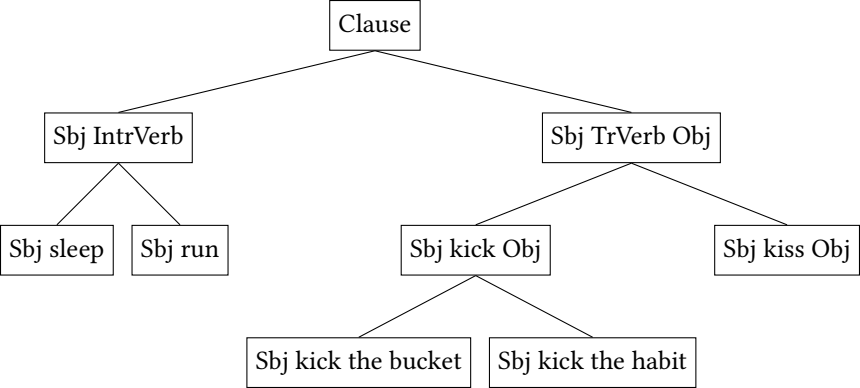 Clause
Sbj IntrVerb
Sbj TrVerb Obj
Sbj sleep
Sbj run
Sbj kick Obj
Sbj kiss Obj
Sbj kick the bucket
Sbj kick the habit